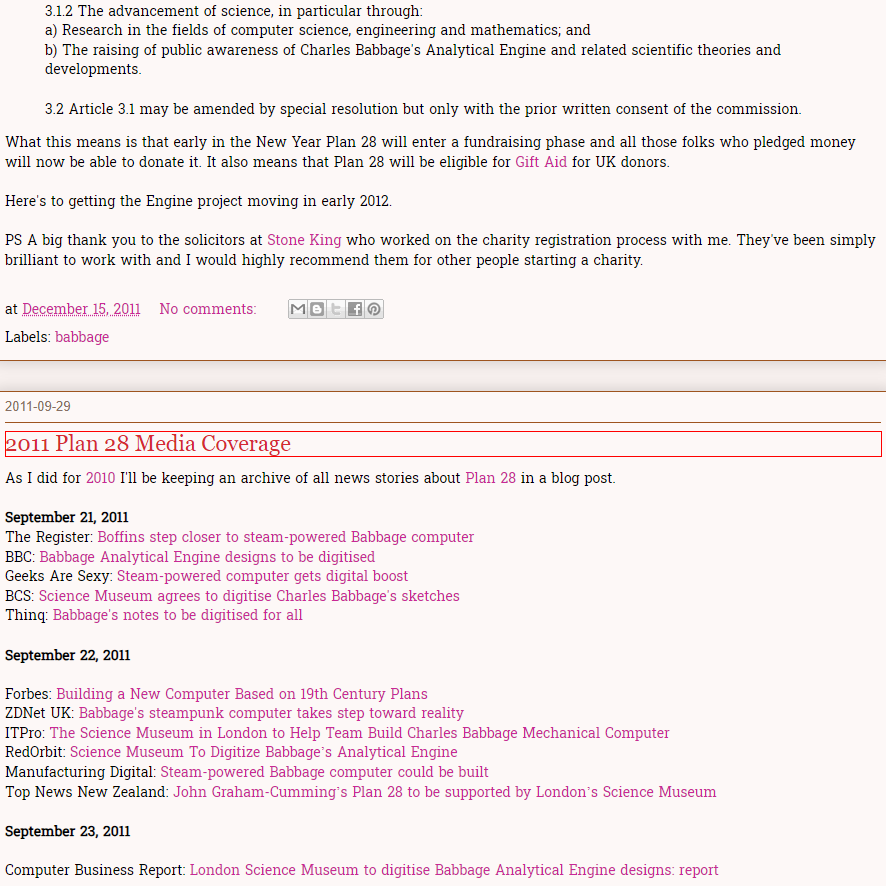 3.1.2 The advancement of science, in particular through:
a) Research in the fields of computer science, engineering and mathematics; and
b) The raising of public awareness of Charles Babbage's Analytical Engine and related scientific theories and
developments.
3.2 Article 3.1 may be amended by special resolution but only with the prior written consent of the commission.
What this means is that early in the New Year Plan 28 will enter a fundraising phase and all those folks who pledged money
will now be able to donate it. It also means that Plan 28 will be eligible for Gift Aid for UK donors.
Here's to getting the Engine project moving in early 2012.
PS A big thank you to the solicitors at Stone King who worked on the charity registration process with me. They've been simply
brilliant to work with and I would highly recommend them for other people starting a charity.
at December 15, 2011 No comments:
Labels: babbage
2011-09-29
2011 Plan 28 Media Coverage
As I did for 2010 I'll be keeping an archive of all news stories about Plan 28 in a blog post.
September 21, 2011
The Register: Boffins step closer to steam-powered Babbage computer
BBC: Babbage Analytical Engine designs to be digitised
Geeks Are Sexy: Steam-powered computer gets digital boost
BCS: Science Museum agrees to digitise Charles Babbage's sketches
Thinq: Babbage's notes to be digitised for all
September 22, 2011
Forbes: Building a New Computer Based on 19th Century Plans
ZDNet UK: Babbage's steampunk computer takes step toward reality
ITPro: The Science Museum in London to Help Team Build Charles Babbage Mechanical Computer
RedOrbit: Science Museum To Digitize Babbage’s Analytical Engine
Manufacturing Digital: Steam-powered Babbage computer could be built
Top News New Zealand: John Graham-Cumming’s Plan 28 to be supported by London’s Science Museum
September 23, 2011
Computer Business Report: London Science Museum to digitise Babbage Analytical Engine designs: report